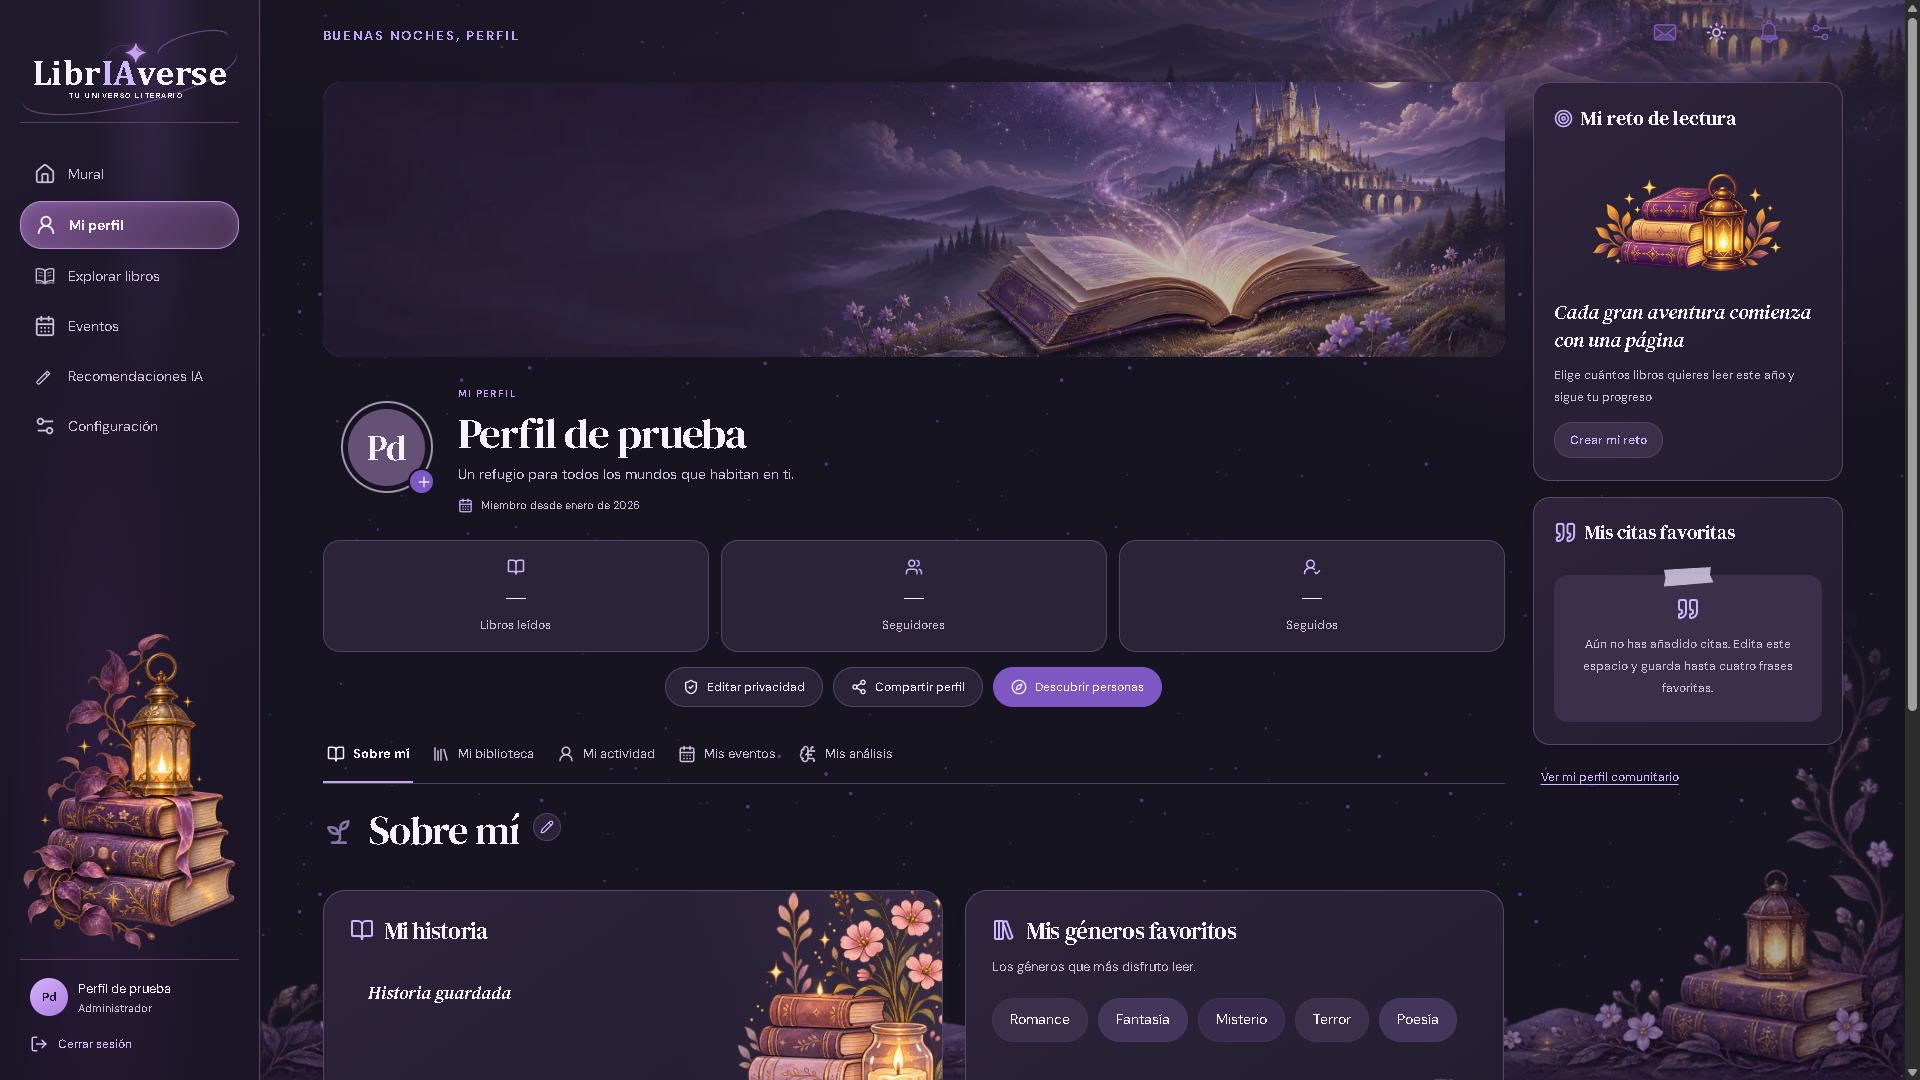 LibrIAverse
TU UNIVERSO LITERARIO
Mural
Mi perfil
Explorar libros
Eventos
Recomendaciones IA
Configuración
Pd
Perfil de prueba
Administrador
Cerrar sesión
BUENAS NOCHES, PERFIL
Pd
MI PERFIL
Perfil de prueba
Un refugio para todos los mundos que habitan en ti.
Miembro desde enero de 2026
—
Libros leídos
—
Seguidores
—
Seguidos
Editar privacidad
Compartir perfil
Descubrir personas
Sobre mí
Mi biblioteca
Mi actividad
Mis eventos
Mis análisis
Sobre mí
Mi historia
Historia guardada
Mis géneros favoritos
Los géneros que más disfruto leer.
Romance
Fantasía
Misterio
Terror
Poesía
Mi reto de lectura
Cada gran aventura comienza
con una página
Elige cuántos libros quieres leer este año y
sigue tu progreso
Crear mi reto
Mis citas favoritas
Aún no has añadido citas. Edita este
espacio y guarda hasta cuatro frases
favoritas.
Ver mi perfil comunitario